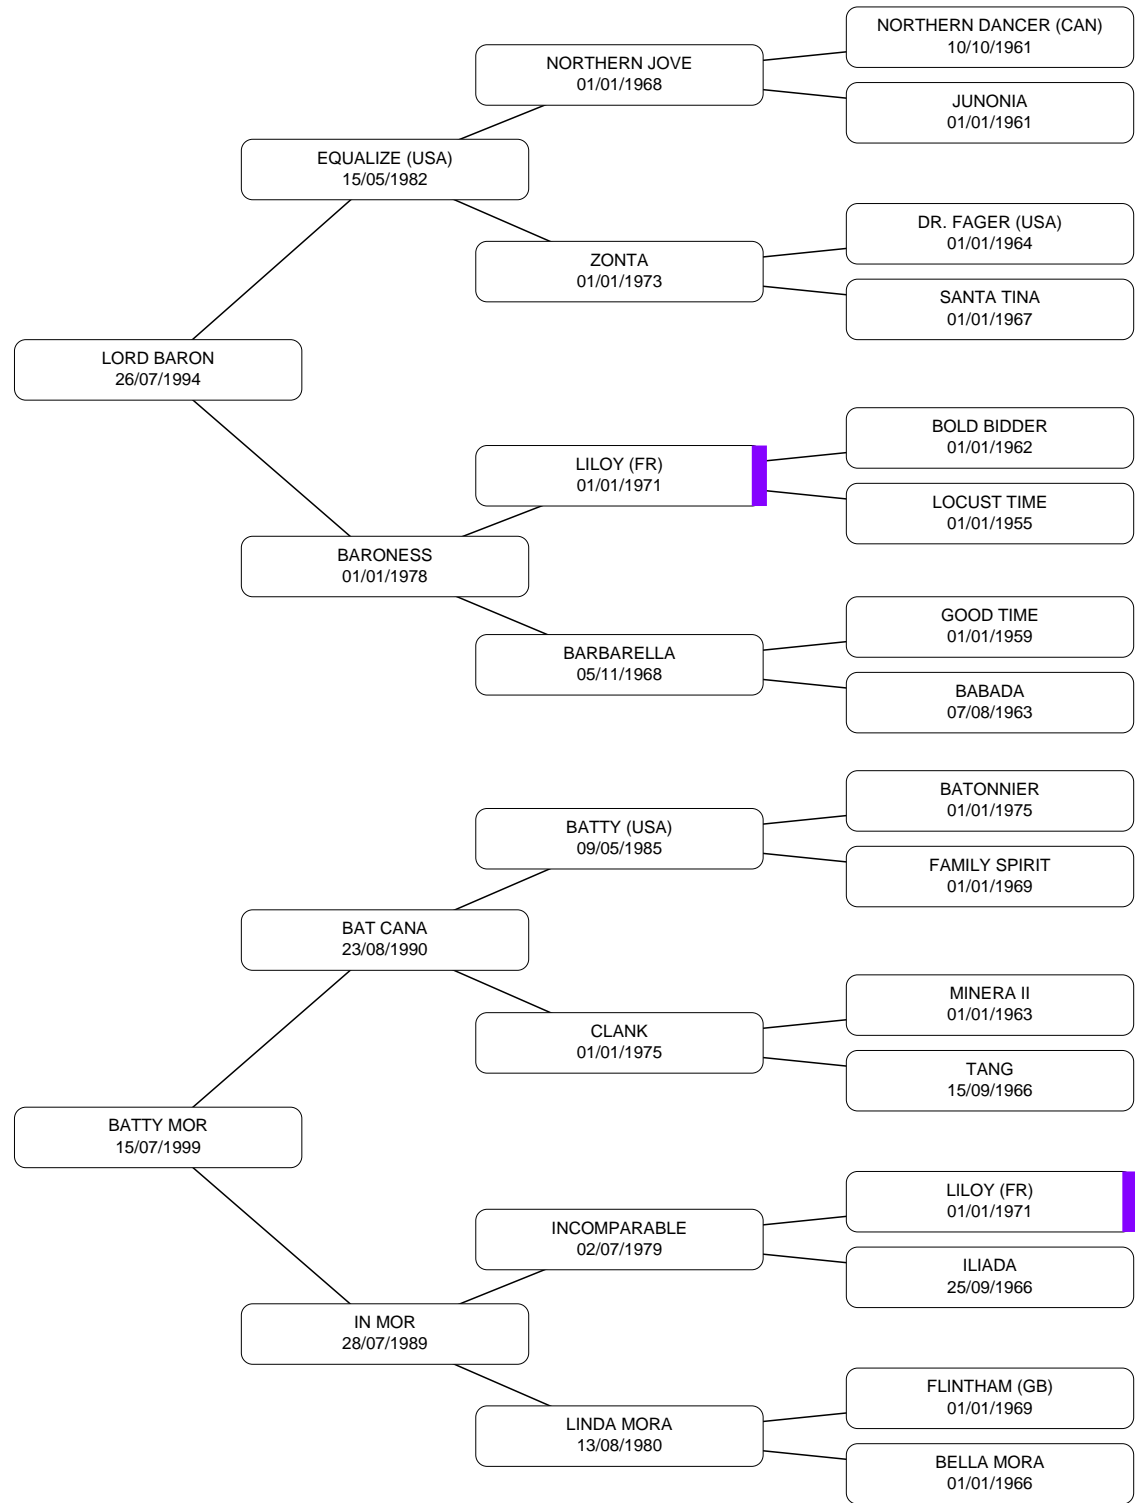 NORTHERN DANCER (CAN)
10/10/1961
NORTHERN JOVE
01/01/1968
JUNONIA
01/01/1961
EQUALIZE (USA)
15/05/1982
DR. FAGER (USA)
01/01/1964
ZONTA
01/01/1973
SANTA TINA
01/01/1967
LORD BARON
26/07/1994
BOLD BIDDER
01/01/1962
LILOY (FR)
01/01/1971
LOCUST TIME
01/01/1955
BARONESS
01/01/1978
GOOD TIME
01/01/1959
BARBARELLA
05/11/1968
BABADA
07/08/1963
BATONNIER
01/01/1975
BATTY (USA)
09/05/1985
FAMILY SPIRIT
01/01/1969
BAT CANA
23/08/1990
MINERA II
01/01/1963
CLANK
01/01/1975
TANG
15/09/1966
BATTY MOR
15/07/1999
LILOY (FR)
01/01/1971
INCOMPARABLE
02/07/1979
ILIADA
25/09/1966
IN MOR
28/07/1989
FLINTHAM (GB)
01/01/1969
LINDA MORA
13/08/1980
BELLA MORA
01/01/1966